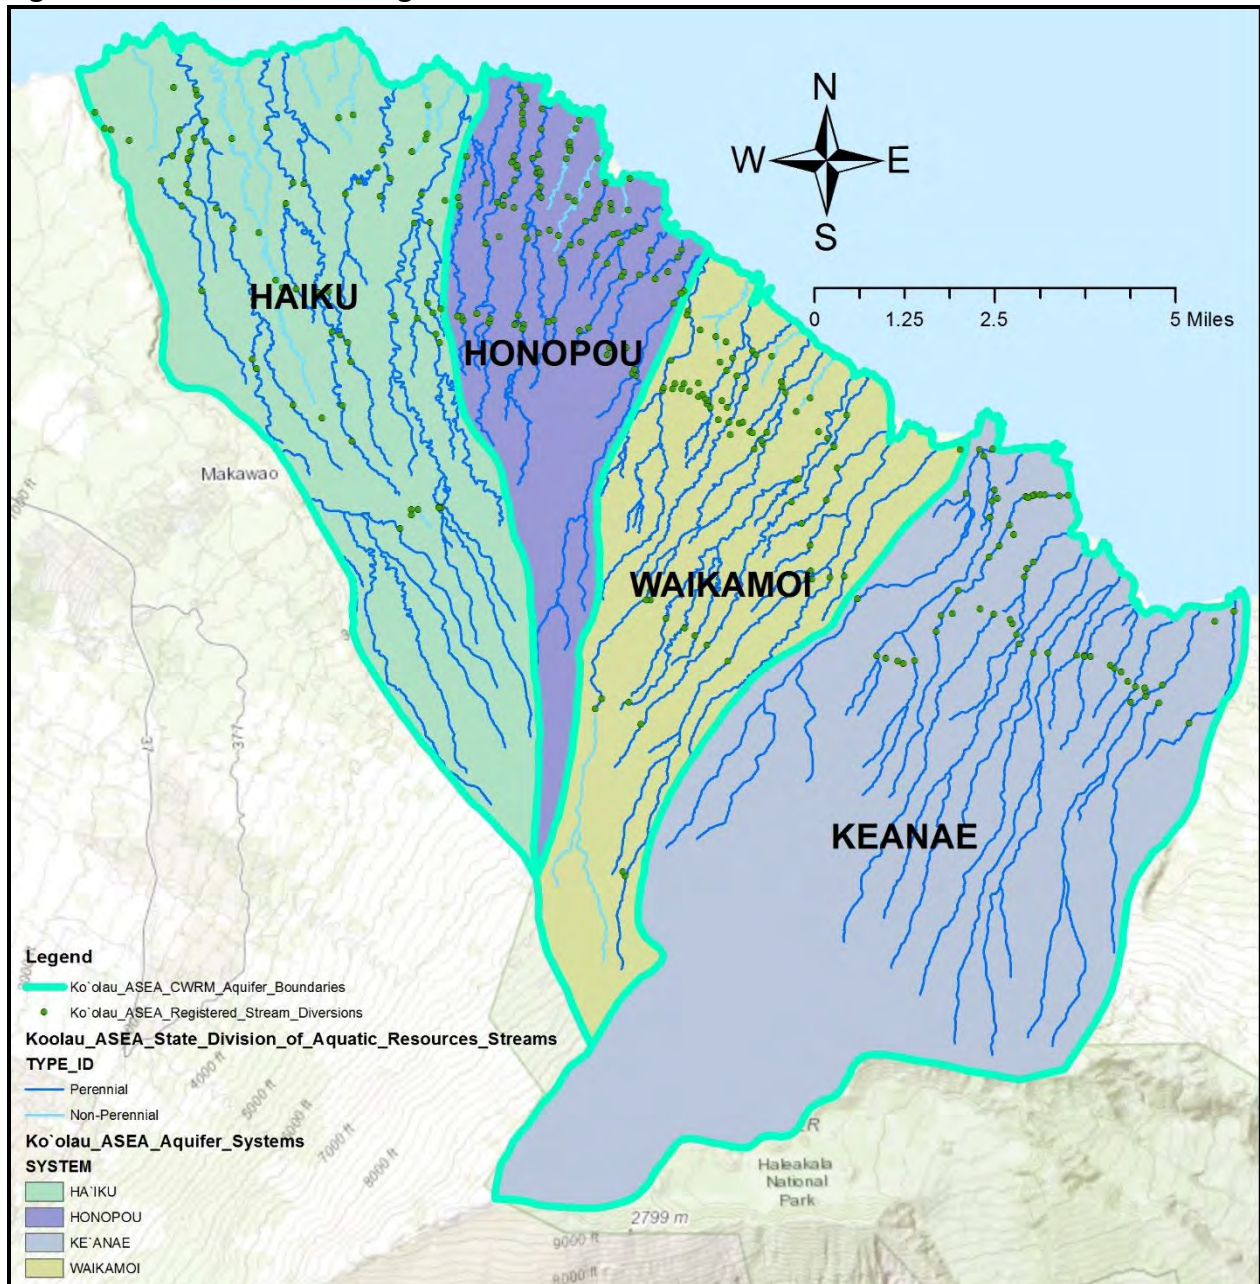 N
W E
S
0 1.25 2.5 5 Miles
HAIKU
HONOPOU
Makawao
WAIKAMOI
37
377
KEANAE
Legend
Ko`olau_ASEA_CWRM_Aquifer_Boundaries
Ko`olau_ASEA_Registered_Stream_Diversions
Koolau_ASEA_State_Division_of_Aquatic_Resources_Streams
TYPE_ID
Perennial
Non-Perennial
Ko`olau_ASEA_Aquifer_Systems
SYSTEM
HA`IKU
HONOPOU
KE`ANAE
WAIKAMOI
4000 ft
5000 ft
7000 ft
8000 ft
Haleakala
National
Park
2799 m
9000 ft